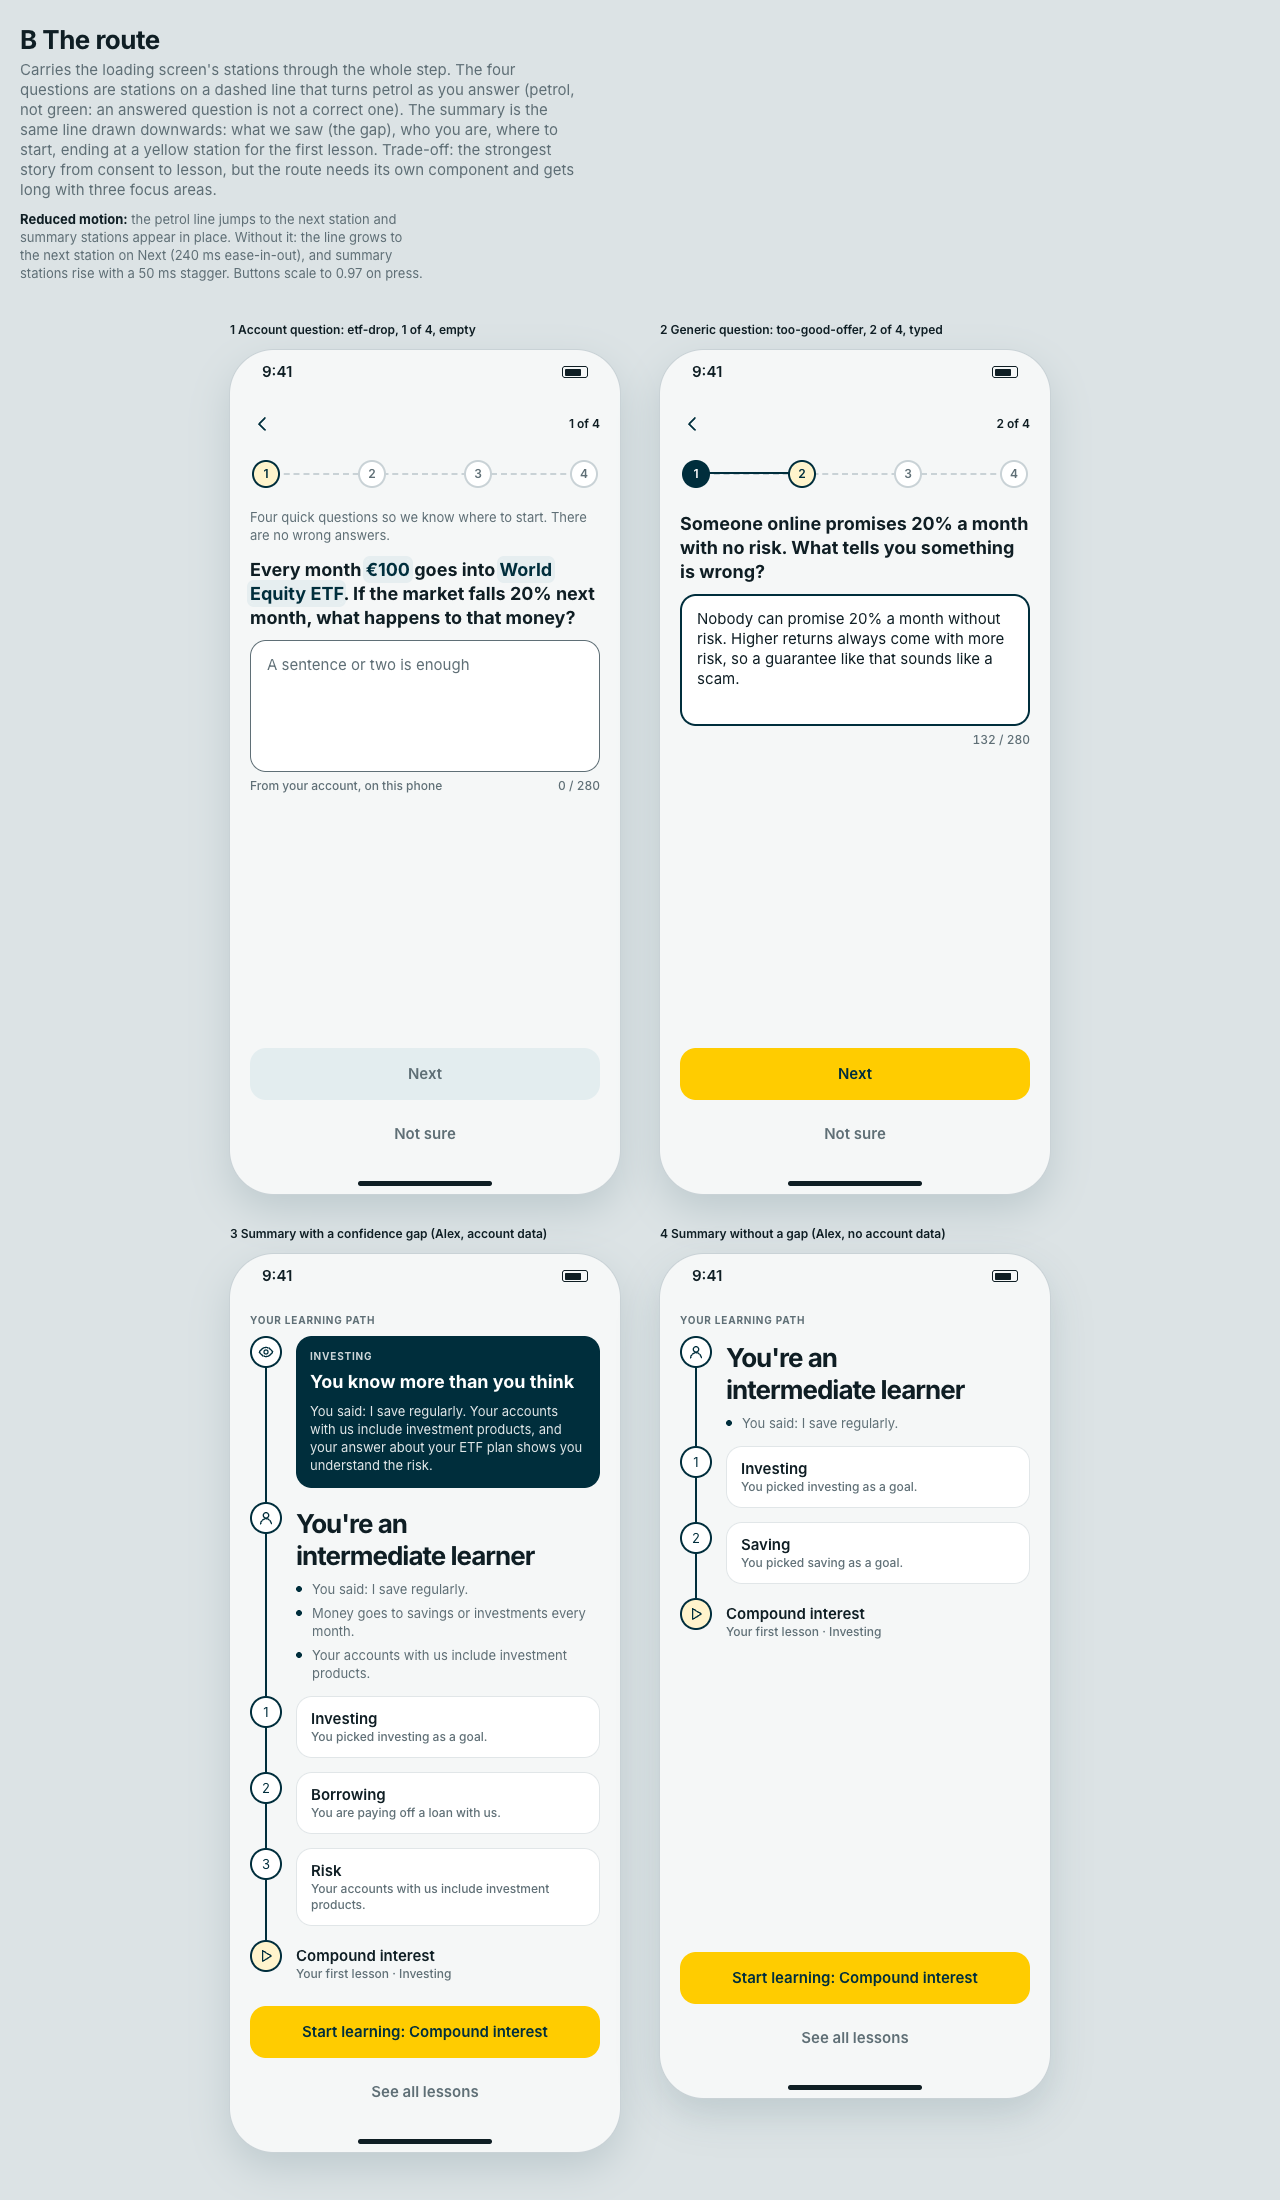 B The route
Carries the loading screen's stations through the whole step. The four
questions are stations on a dashed line that turns petrol as you answer (petrol,
not green: an answered question is not a correct one). The summary is the
same line drawn downwards: what we saw (the gap), who you are, where to
start, ending at a yellow station for the first lesson. Trade-off: the strongest
story from consent to lesson, but the route needs its own component and gets
long with three focus areas.
Reduced motion: the petrol line jumps to the next station and
summary stations appear in place. Without it: the line grows to
the next station on Next (240 ms ease-in-out), and summary
stations rise with a 50 ms stagger. Buttons scale to 0.97 on press.
1 Account question: etf-drop, 1 of 4, empty
9:41
1 of 4
1 2 3 4
Four quick questions so we know where to start. There
are no wrong answers.
Every month €100 goes into World
Equity ETF. If the market falls 20% next
month, what happens to that money?
A sentence or two is enough
From your account, on this phone 0 / 280
Next
Not sure
2 Generic question: too-good-offer, 2 of 4, typed
9:41
2 of 4
1 2 3 4
Someone online promises 20% a month
with no risk. What tells you something
is wrong?
Nobody can promise 20% a month without
risk. Higher returns always come with more
risk, so a guarantee like that sounds like a
scam.
132 / 280
Next
Not sure
3 Summary with a confidence gap (Alex, account data)
9:41
YOUR LEARNING PATH
INVESTING
You know more than you think
You said: I save regularly. Your accounts
with us include investment products, and
your answer about your ETF plan shows you
understand the risk.
You're an
intermediate learner
You said: I save regularly.
Money goes to savings or investments every
month.
Your accounts with us include investment
products.
1 Investing
You picked investing as a goal.
2 Borrowing
You are paying off a loan with us.
3 Risk
Your accounts with us include investment
products.
Compound interest
Your first lesson · Investing
Start learning: Compound interest
See all lessons
4 Summary without a gap (Alex, no account data)
9:41
YOUR LEARNING PATH
You're an
intermediate learner
You said: I save regularly.
1 Investing
You picked investing as a goal.
2 Saving
You picked saving as a goal.
Compound interest
Your first lesson · Investing
Start learning: Compound interest
See all lessons